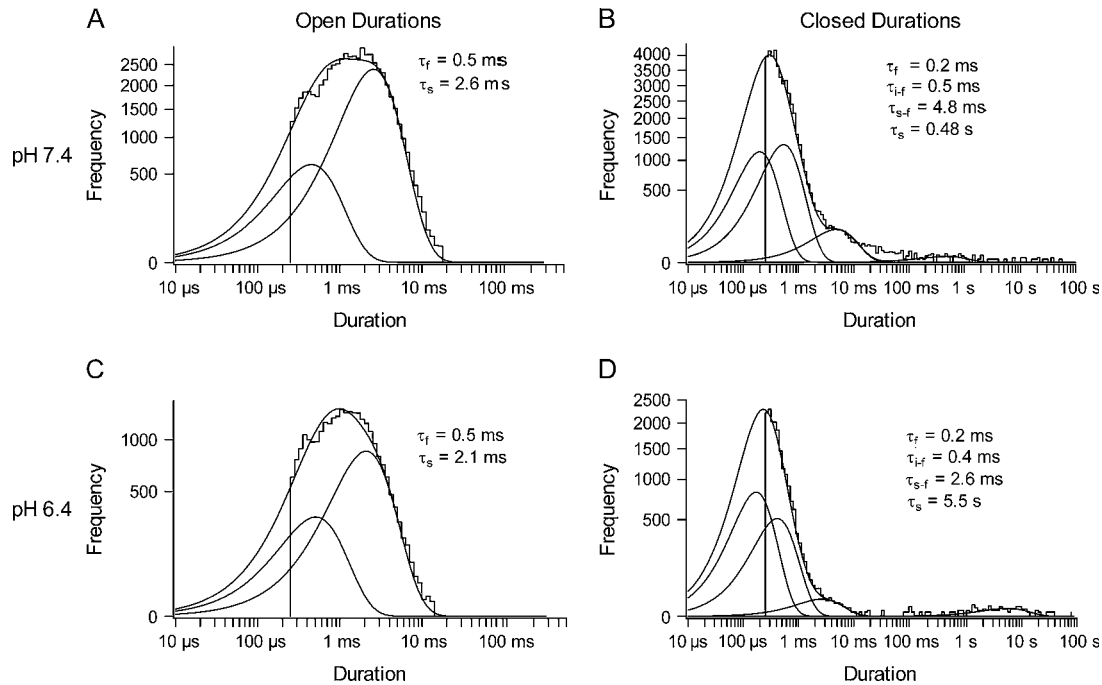 A
Open Durations
B
Closed Durations
pH 7.4
Frequency
2500
2000
1500
1000
500
0
τf = 0.5 ms
τs = 2.6 ms
10 µs
100 µs
1 ms
10 ms
100 ms
Duration
Frequency
4000
3500
3000
2500
2000
1500
1000
500
0
τf = 0.2 ms
τi-f = 0.5 ms
τs-f = 4.8 ms
τs = 0.48 s
10 µs
100 µs
1 ms
10 ms
100 ms
1 s
10 s
100 s
Duration
C
D
pH 6.4
Frequency
1000
500
0
τf = 0.5 ms
τs = 2.1 ms
10 µs
100 µs
1 ms
10 ms
100 ms
Duration
Frequency
2500
2000
1500
1000
500
0
τf = 0.2 ms
τi-f = 0.4 ms
τs-f = 2.6 ms
τs = 5.5 s
10 µs
100 µs
1 ms
10 ms
100 ms
1 s
10 s
100 s
Duration